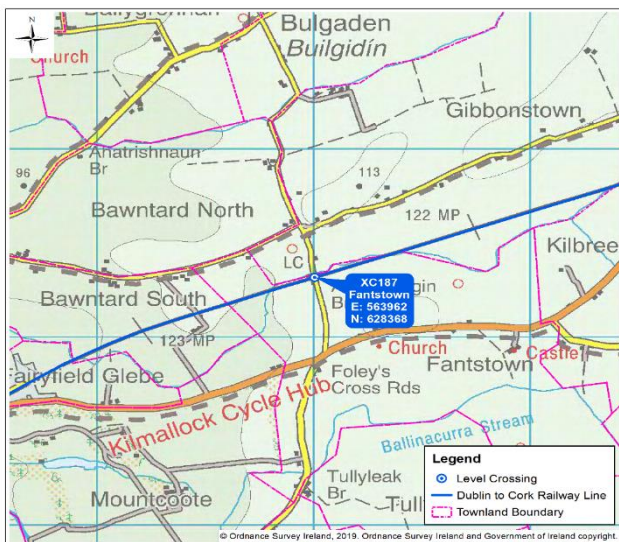 Ballygrennan
Bulgaden
Builgidín
N
Church
Gibbonstown
Anatrishnaun
Br
96
113
Bawntard North
122 MP
Kilbree
LC
XC187
Fantstown
E: 563962
N: 628368
Bawntard South
123 MP
Church
Castle
Fantstown
Fairyfield Glebe
Foley's
Cross Rds
Kilmallock Cycle Hub
Ballinacurra Stream
Legend
Level Crossing
Dublin to Cork Railway Line
Townland Boundary
Tullyleak
Br
Mountcoote
© Ordnance Survey Ireland, 2019. Ordnance Survey Ireland and Government of Ireland copyright.